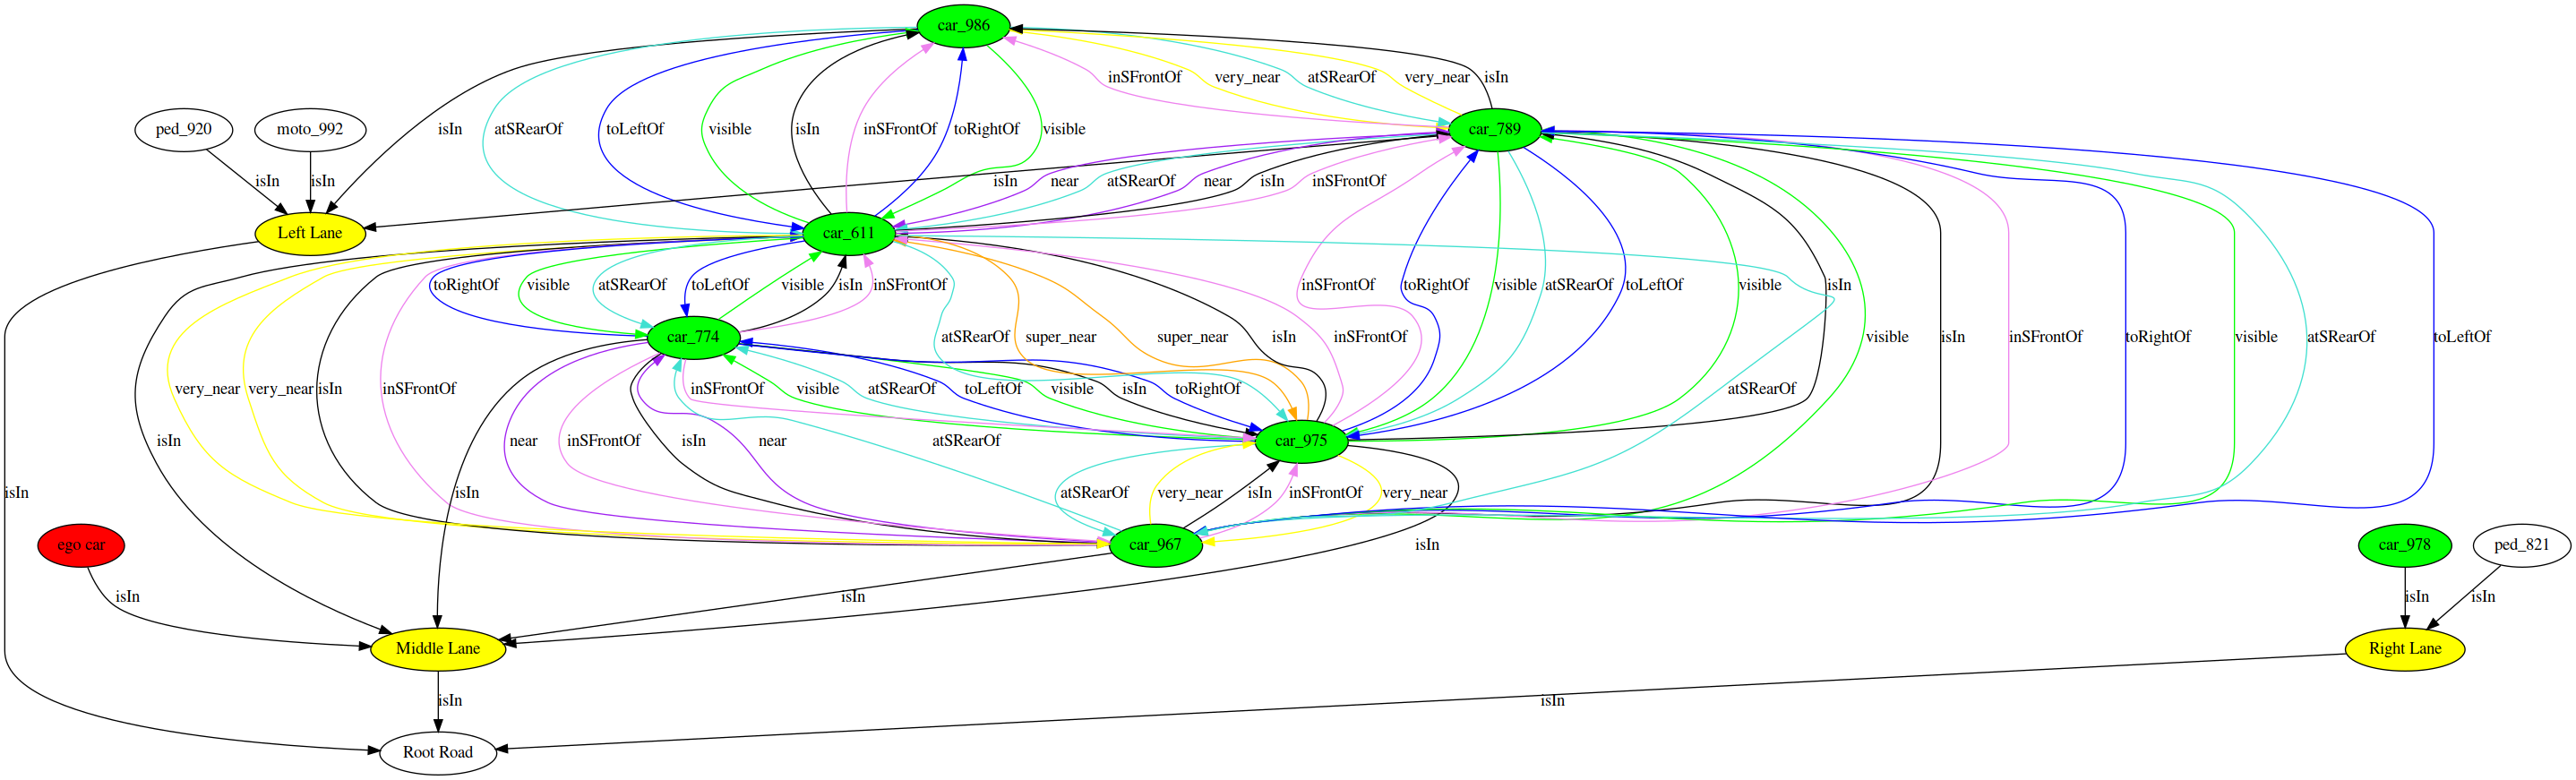 car_986
inSFrontOf very_near atSRearOf very_near isIn
ped_920 moto_992 isIn atSRearOf toLeftOf visible isIn inSFrontOf toRightOf visible car_789
isIn isIn isIn near atSRearOf near isIn inSFrontOf
Left Lane car_611
toRightOf visible atSRearOf toLeftOf visible isIn inSFrontOf inSFrontOf toRightOf visible atSRearOf toLeftOf visible isIn
car_774 atSRearOf super_near super_near isIn inSFrontOf visible isIn inSFrontOf toRightOf visible atSRearOf toLeftOf
very_near very_near isIn inSFrontOf inSFrontOf visible atSRearOf toLeftOf visible isIn toRightOf atSRearOf
isIn near inSFrontOf isIn near atSRearOf car_975
isIn isIn atSRearOf very_near isIn inSFrontOf very_near
ego car car_967 isIn car_978 ped_821
isIn isIn isIn isIn
Middle Lane Right Lane
isIn isIn
Root Road